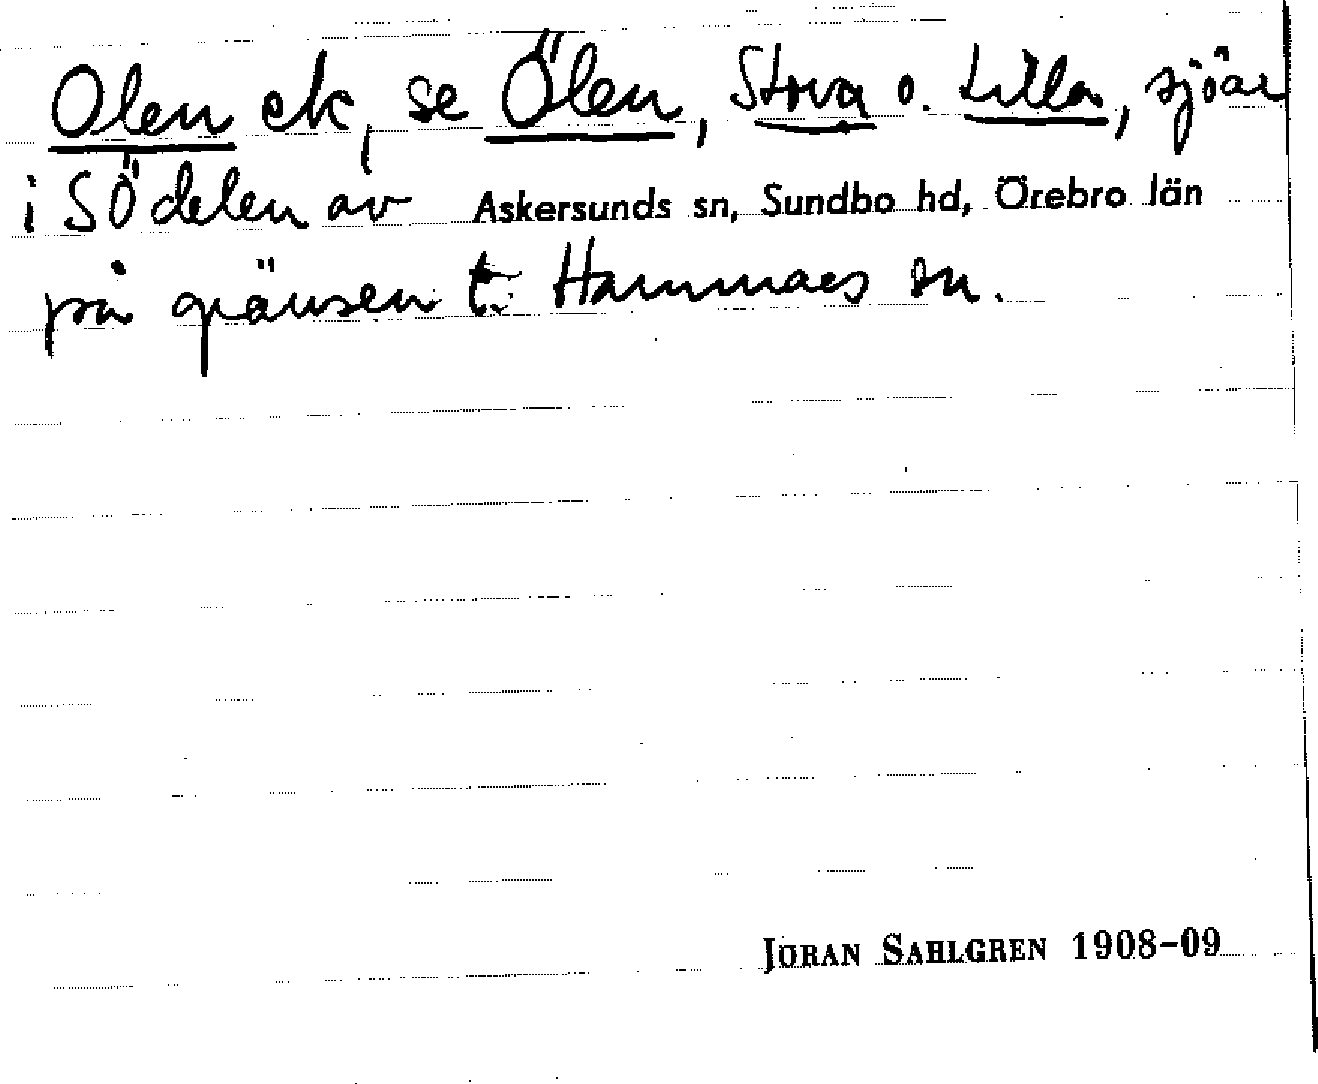 Olen ek, se Ölen, Stora o. Lilla, sjöar
i SÖ delen av Askersunds sn, Sundbo hd, Örebro län
på gränsen t. Hammars sn.
JÖRAN SAHLGREN 1908–09